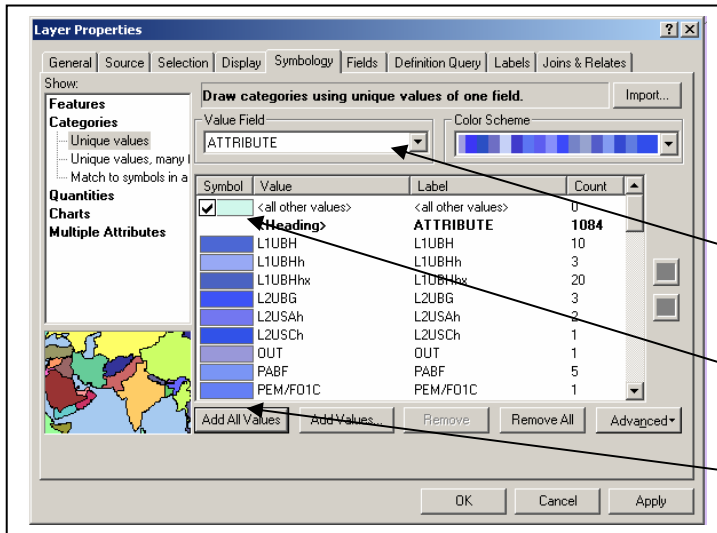 Layer Properties
General Source Selection Display Symbology Fields Definition Query Labels Joins & Relates
Show:
Features
Categories
Unique values
Unique values, many
Match to symbols in a
Quantities
Charts
Multiple Attributes
Draw categories using unique values of one field.
Import...
Value Field
ATTRIBUTE
Color Scheme
Symbol Value Label Count
<all other values> <all other values> 0
<Heading> ATTRIBUTE 1084
L1UBH L1UBH 10
L1UBHh L1UBHh 3
L1UBHhx L1UBHhx 20
L2UBG L2UBG 3
L2USAh L2USAh 2
L2USCh L2USCh 1
OUT OUT 1
PABF PABF 5
PEM/FO1C PEM/FO1C 1
Add All Values Add Values... Remove Remove All Advanced
OK Cancel Apply